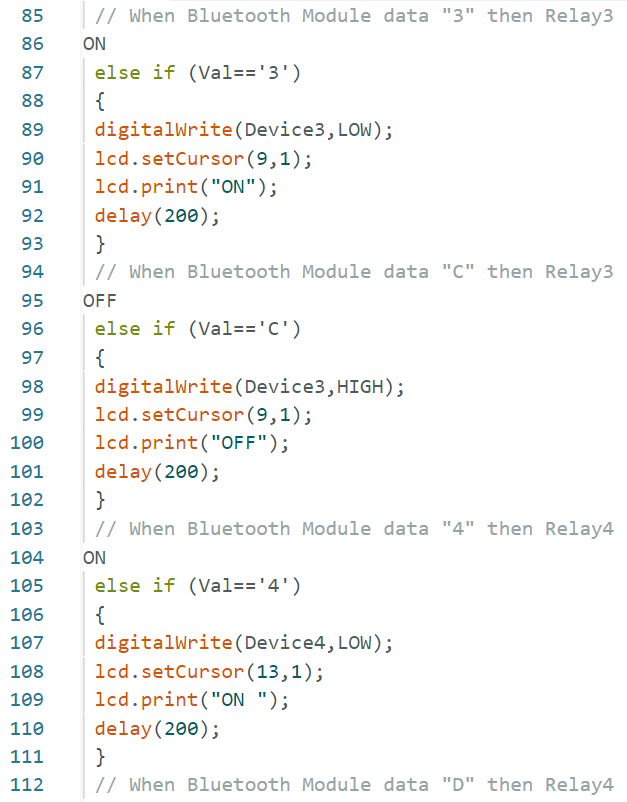 85 // When Bluetooth Module data "3" then Relay3
86 ON
87 else if (Val=='3')
88 {
89 digitalWrite(Device3,LOW);
90 lcd.setCursor(9,1);
91 lcd.print("ON");
92 delay(200);
93 }
94 // When Bluetooth Module data "C" then Relay3
95 OFF
96 else if (Val=='C')
97 {
98 digitalWrite(Device3,HIGH);
99 lcd.setCursor(9,1);
100 lcd.print("OFF");
101 delay(200);
102 }
103 // When Bluetooth Module data "4" then Relay4
104 ON
105 else if (Val=='4')
106 {
107 digitalWrite(Device4,LOW);
108 lcd.setCursor(13,1);
109 lcd.print("ON ");
110 delay(200);
111 }
112 // When Bluetooth Module data "D" then Relay4